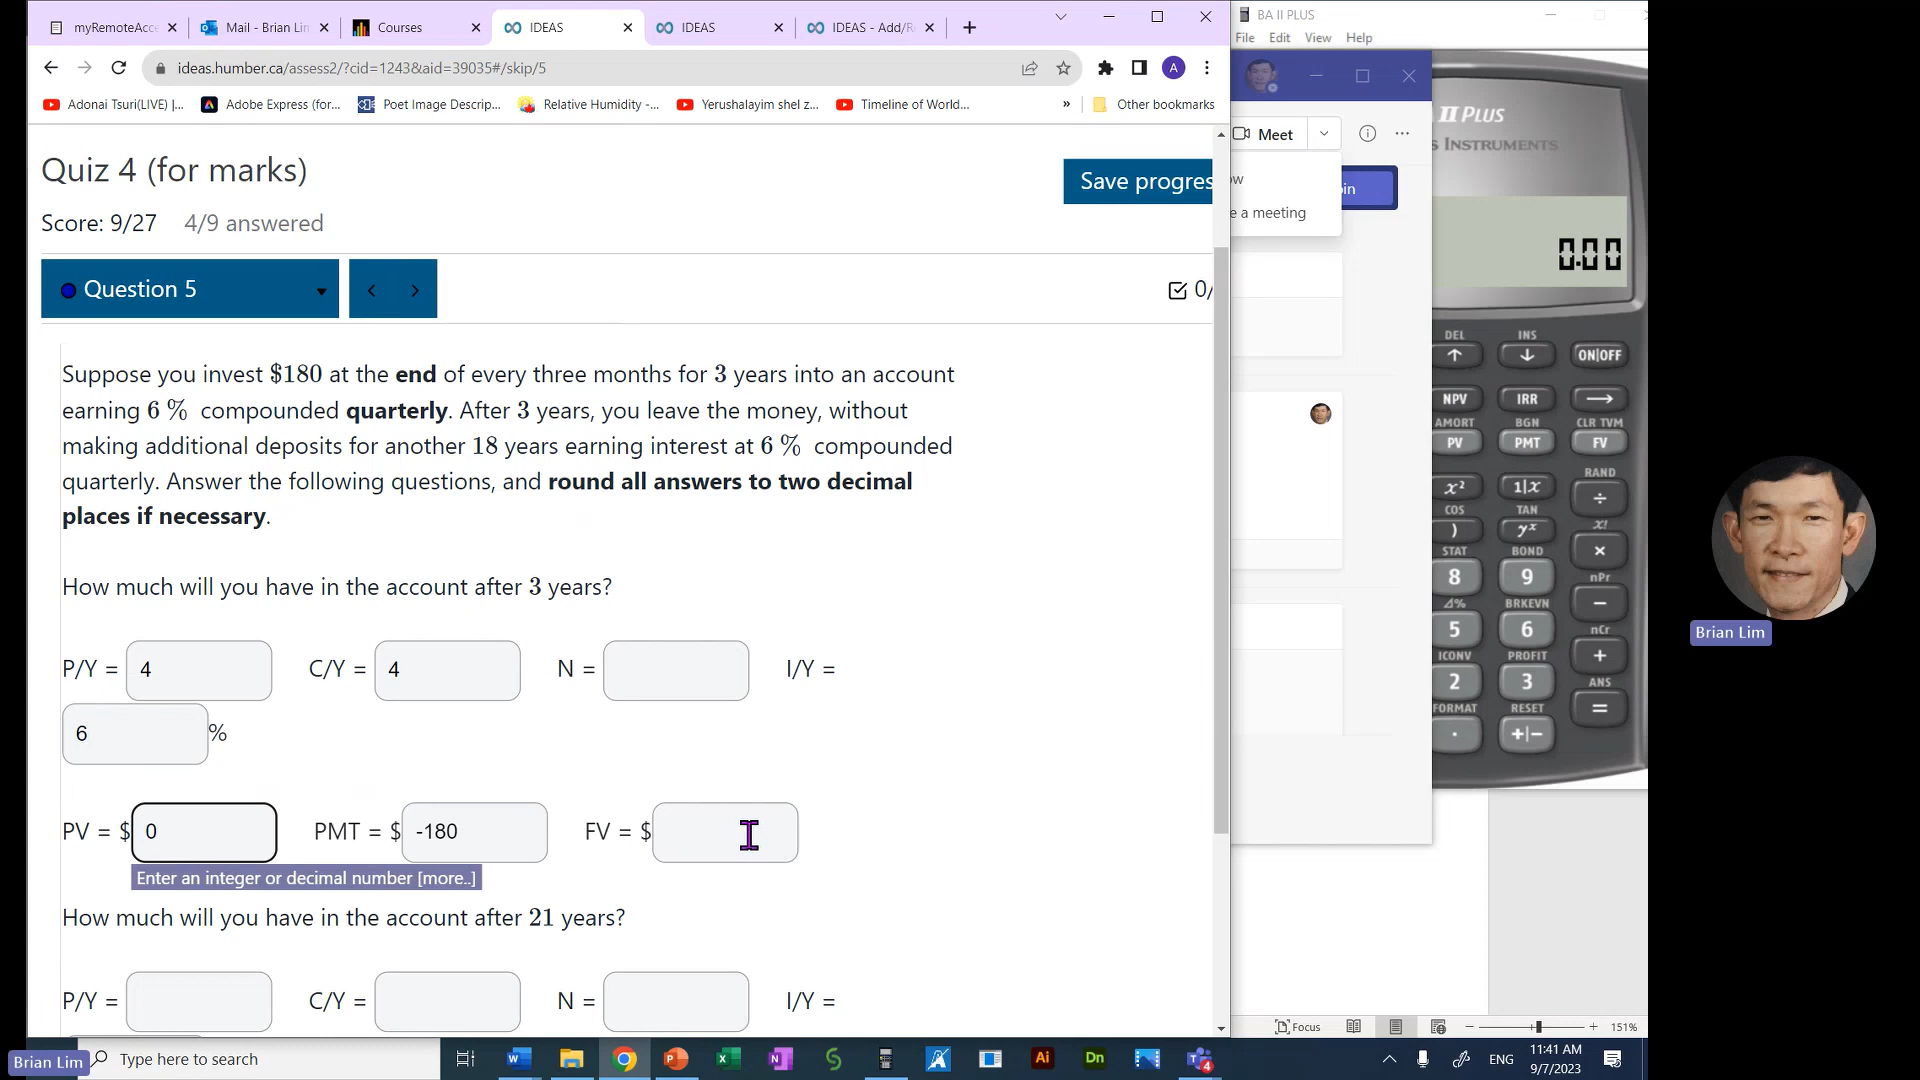 myRemoteAcce
Mail - Brian Lin
Courses
IDEAS
IDEAS
IDEAS - Add/R
BA II PLUS
File Edit View Help
ideas.humber.ca/assess2/?cid=1243&aid=39035#/skip/5
A
Adonai Tsuri(LIVE) |...
Adobe Express (for...
Poet Image Descrip...
Relative Humidity -...
Yerushalayim shel z...
Timeline of World...
»
Other bookmarks
Quiz 4 (for marks)
Save progres
Score: 9/27 4/9 answered
Question 5
0/
Suppose you invest $180 at the end of every three months for 3 years into an account
earning 6 % compounded quarterly. After 3 years, you leave the money, without
making additional deposits for another 18 years earning interest at 6 % compounded
quarterly. Answer the following questions, and round all answers to two decimal
places if necessary.
How much will you have in the account after 3 years?
P/Y = 4 C/Y = 4 N = I/Y =
6 %
PV = $ 0 PMT = $ -180 FV = $
Enter an integer or decimal number [more..]
How much will you have in the account after 21 years?
P/Y = C/Y = N = I/Y =
Meet
ow
in
e a meeting
II PLUS
S INSTRUMENTS
0.00
DEL INS
↑ ↓ ON|OFF
NPV IRR →
AMORT BGN CLR TVM
PV PMT FV
RAND
x² 1/x ÷
COS TAN x!
) yˣ ×
STAT BOND nPr
8 9 −
Δ% BRKEVN nCr
5 6 +
ICONV PROFIT ANS
2 3 =
FORMAT RESET
. +|−
Brian Lim
Focus
151%
Brian Lim
Type here to search
Ai
Dn
4
ENG
11:41 AM
9/7/2023